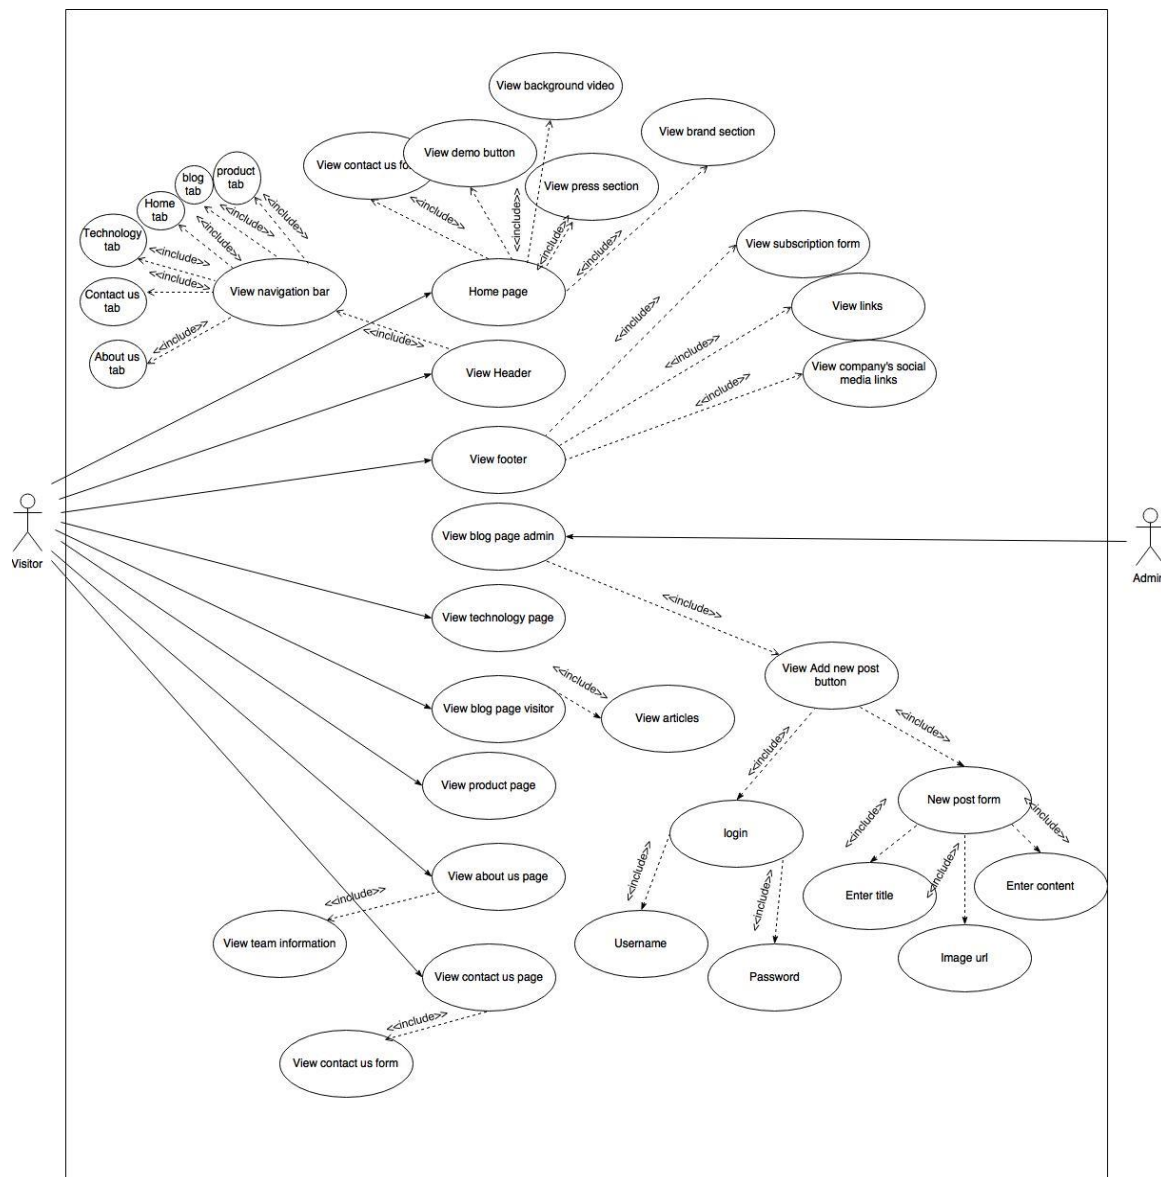 View background video
View brand section
View demo button
View contact us fo
View press section
product
tab
blog
tab
Home
tab
Technology
tab
Contact us
tab
About us
tab
<<include>>
<<include>>
<<include>>
<<include>>
<<include>>
<<include>>
View navigation bar
<<include>>
<<include>>
<<include>>
<<include>>
Home page
<<include>>
View Header
View subscription form
View links
View company's social
media links
<<include>>
<<include>>
<<include>>
View footer
Visitor
View blog page admin
Admin
<<include>>
View technology page
View Add new post
button
View blog page visitor
<<include>>
View articles
<<include>>
<<include>>
View product page
New post form
login
<<include>>
<<include>>
<<include>>
<<include>>
<<include>>
Enter title
Enter content
Image url
Username
Password
View about us page
<<include>>
View team information
View contact us page
<<include>>
View contact us form